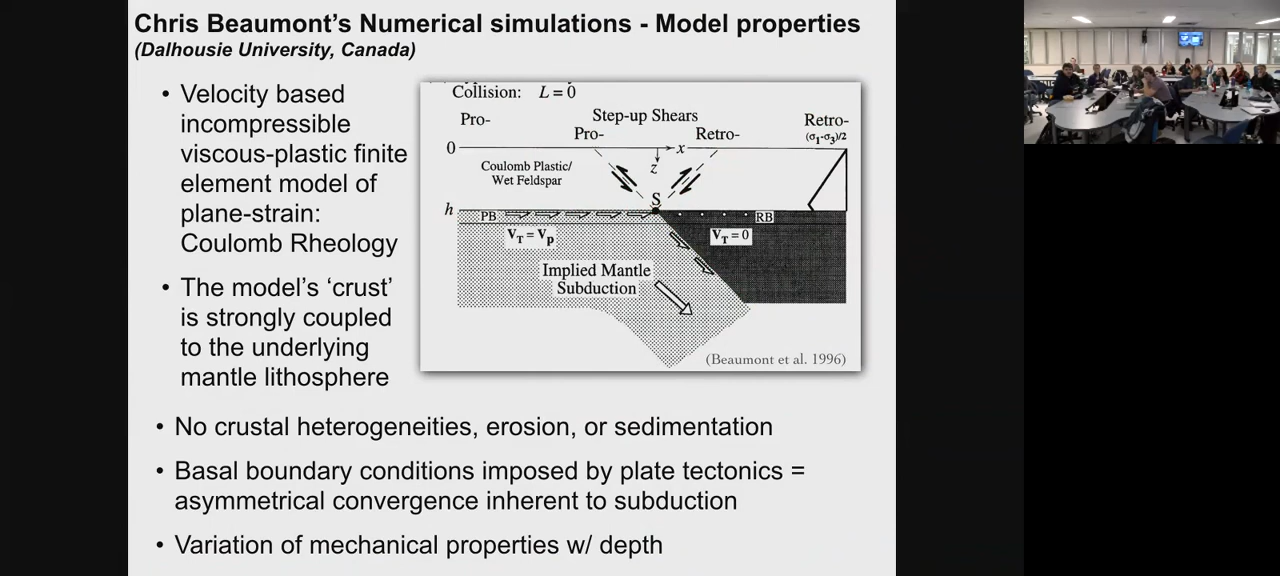 Chris Beaumont's Numerical simulations - Model properties
(Dalhousie University, Canada)
• Velocity based
incompressible
viscous-plastic finite
element model of
plane-strain:
Coulomb Rheology
• The model's 'crust'
is strongly coupled
to the underlying
mantle lithosphere
Collision: L = 0
Pro-
Step-up Shears
Retro-
Pro-
Retro-
(σ1-σ3)/2
0
x
z
Coulomb Plastic/
Wet Feldspar
S
h
PB
RB
VT = Vp
VT = 0
Implied Mantle
Subduction
(Beaumont et al. 1996)
• No crustal heterogeneities, erosion, or sedimentation
• Basal boundary conditions imposed by plate tectonics =
asymmetrical convergence inherent to subduction
• Variation of mechanical properties w/ depth